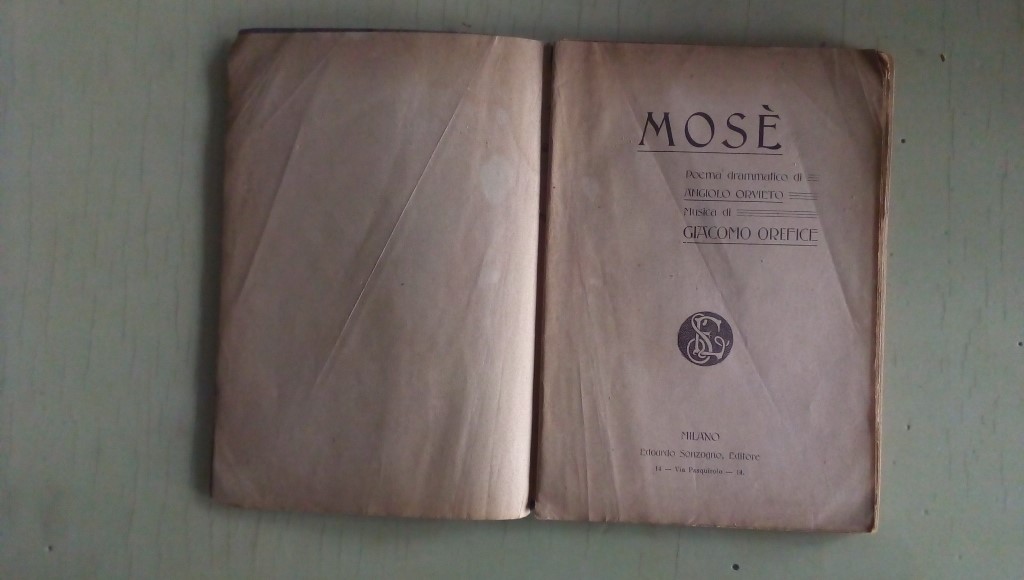 MOSÈ
Poema drammatico di
ANGIOLO ORVIETO
Musica di
GIACOMO OREFICE
MILANO
Edoardo Sonzogno, Editore
14 — Via Pasquirolo — 14.